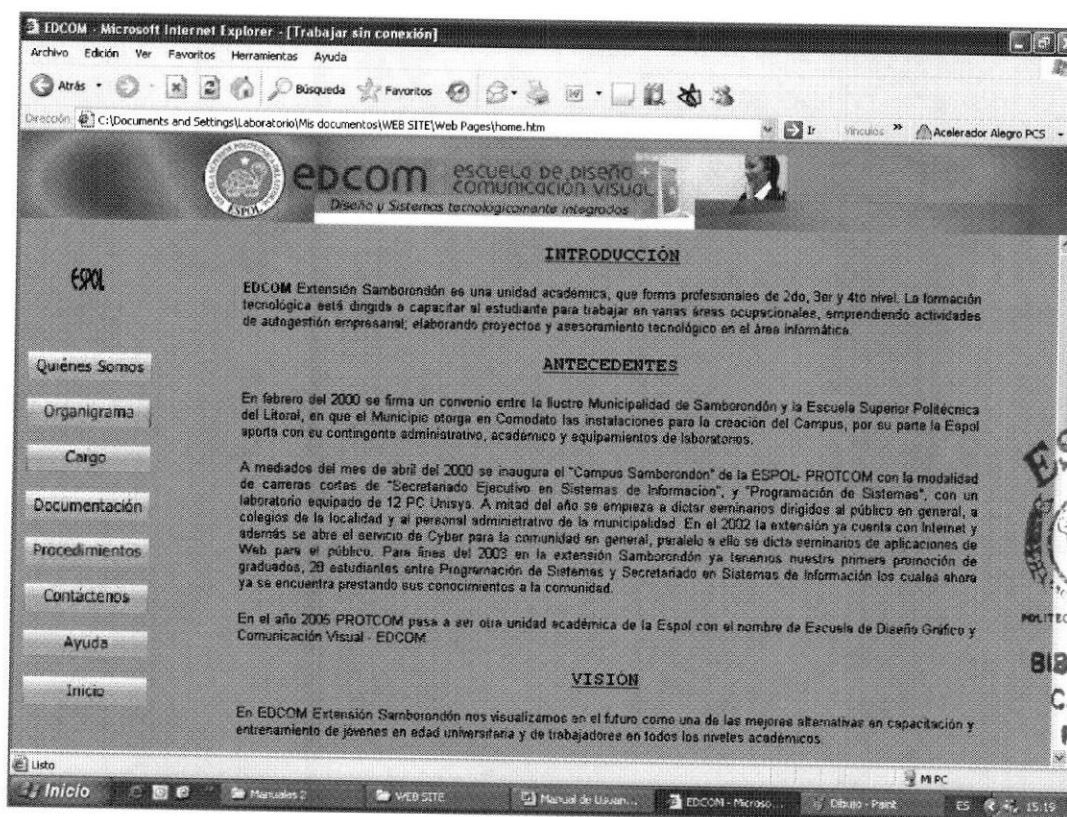 EDCOM - Microsoft Internet Explorer - [Trabajar sin conexión]
Archivo Edición Ver Favoritos Herramientas Ayuda
Atrás Búsqueda Favoritos
Dirección C:\Documents and Settings\Laboratorio\Mis documentos\WEB SITE\Web Pages\home.htm Ir Vínculos » Acelerador Alegro PCS
ESCUELA SUPERIOR POLITECNICA DEL LITORAL
ESPOL
eDcom escuela de diseño
comunicación visual
Diseño y Sistemas tecnológicamente integrados
ESPOL
Quiénes Somos
Organigrama
Cargo
Documentación
Procedimientos
Contáctenos
Ayuda
Inicio
INTRODUCCIÓN
EDCOM Extensión Samborondón es una unidad académica, que forma profesionales de 2do, 3er y 4to nivel. La formación
tecnológica está dirigida a capacitar al estudiante para trabajar en varias áreas ocupacionales, emprendiendo actividades
de autogestión empresarial; elaborando proyectos y asesoramiento tecnológico en el área informática.
ANTECEDENTES
En febrero del 2000 se firma un convenio entre la Ilustre Municipalidad de Samborondón y la Escuela Superior Politécnica
del Litoral, en que el Municipio otorga en Comodato las instalaciones para la creación del Campus, por su parte la Espol
aporta con su contingente administrativo, académico y equipamientos de laboratorios.
A mediados del mes de abril del 2000 se inaugura el "Campus Samborondón" de la ESPOL- PROTCOM con la modalidad
de carreras cortas de "Secretariado Ejecutivo en Sistemas de Información", y "Programación de Sistemas", con un
laboratorio equipado de 12 PC Unisys. A mitad del año se empieza a dictar seminarios dirigidos al público en general, a
colegios de la localidad y al personal administrativo de la municipalidad. En el 2002 la extensión ya cuenta con Internet y
además se abre el servicio de Cyber para la comunidad en general, paralelo a ello se dicta seminarios de aplicaciones de
Web para el público. Para fines del 2003 en la extensión Samborondón ya tenemos nuestra primera promoción de
graduados, 28 estudiantes entre Programación de Sistemas y Secretariado en Sistemas de Información los cuales ahora
ya se encuentra prestando sus conocimientos a la comunidad.
En el año 2005 PROTCOM pasa a ser otra unidad académica de la Espol con el nombre de Escuela de Diseño Gráfico y
Comunicación Visual - EDCOM
VISIÓN
En EDCOM Extensión Samborondón nos visualizamos en el futuro como una de las mejores alternativas en capacitación y
entrenamiento de jóvenes en edad universitaria y de trabajadores en todos los niveles académicos.
Listo Mi PC
Inicio Manuales 2 WEB SITE Manual de Usuari... EDCOM - Microso... Dibujo - Paint ES 15:19